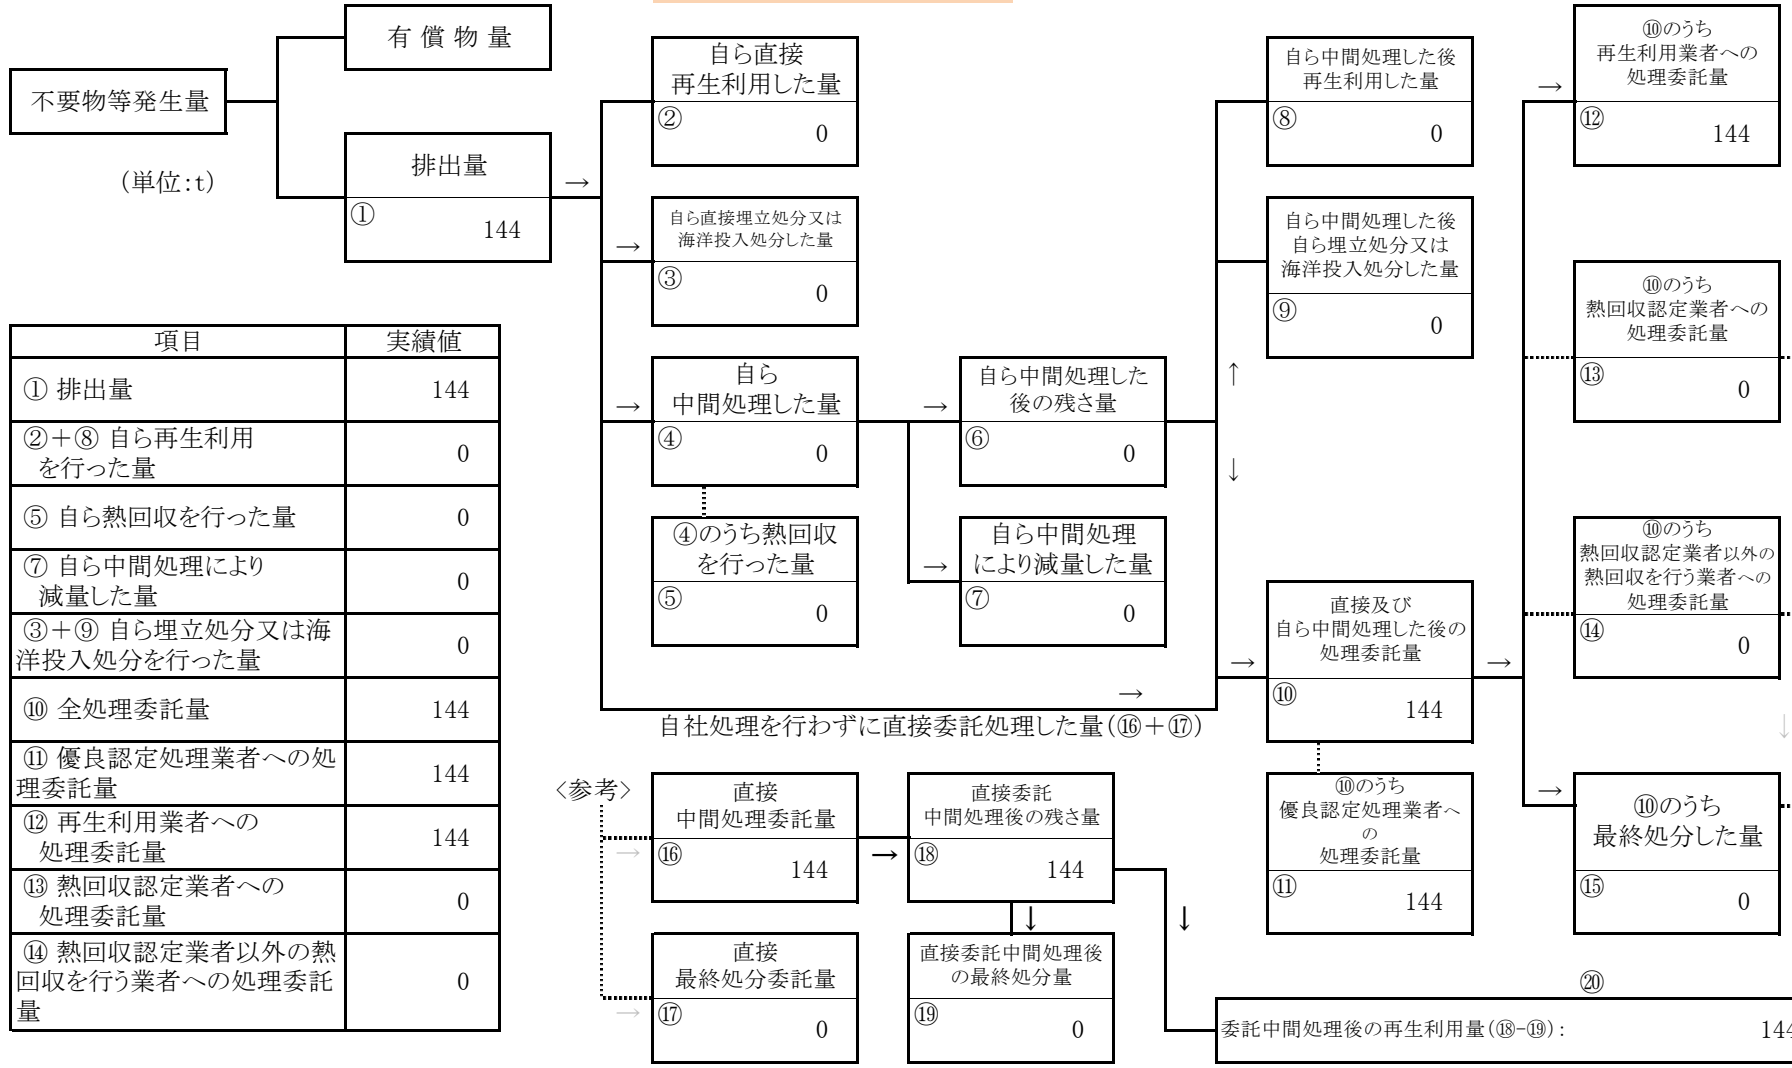 不要物等発生量
(単位:t)
有 償 物 量
排出量
①
144
→
自ら直接
再生利用した量
②
0
→
自ら直接埋立処分又は
海洋投入処分した量
③
0
→
自ら
中間処理した量
④
0
④のうち熱回収
を行った量
⑤
0
→
自ら中間処理した
後の残さ量
⑥
0
→
自ら中間処理
により減量した量
⑦
0
↑
↓
自ら中間処理した後
再生利用した量
⑧
0
自ら中間処理した後
自ら埋立処分又は
海洋投入処分した量
⑨
0
→
自社処理を行わずに直接委託処理した量(⑯+⑰)
→
直接及び
自ら中間処理した後の
処理委託量
⑩
144
→
⑩のうち
優良認定処理業者へ
の
処理委託量
⑪
144
→
⑩のうち
再生利用業者への
処理委託量
⑫
144
⑩のうち
熱回収認定業者への
処理委託量
⑬
0
⑩のうち
熱回収認定業者以外の
熱回収を行う業者への
処理委託量
⑭
0
↓
→
⑩のうち
最終処分した量
⑮
0
項目 実績値
① 排出量 144
②+⑧ 自ら再生利用
を行った量 0
⑤ 自ら熱回収を行った量 0
⑦ 自ら中間処理により
減量した量 0
③+⑨ 自ら埋立処分又は海
洋投入処分を行った量 0
⑩ 全処理委託量 144
⑪ 優良認定処理業者への処
理委託量 144
⑫ 再生利用業者への
処理委託量 144
⑬ 熱回収認定業者への
処理委託量 0
⑭ 熱回収認定業者以外の熱
回収を行う業者への処理委託
量 0
<参考>
→
直接
中間処理委託量
⑯
144
→
直接委託
中間処理後の残さ量
⑱
144
↓
↓
→
直接
最終処分委託量
⑰
0
直接委託中間処理後
の最終処分量
⑲
0
⑳
委託中間処理後の再生利用量(⑱-⑲): 144